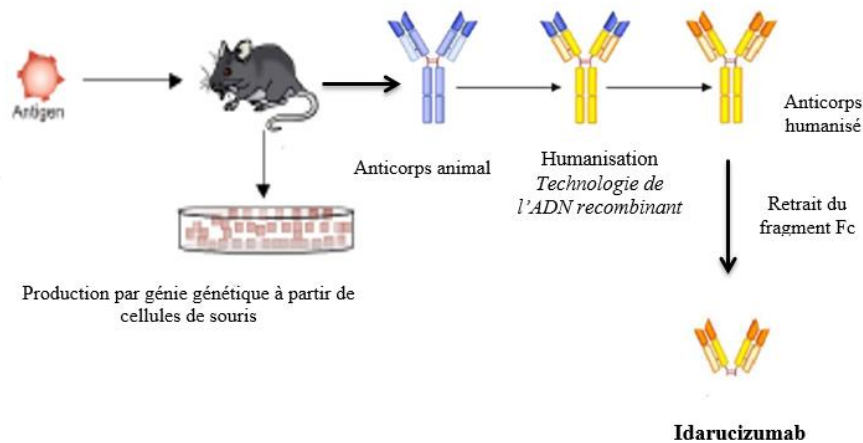 Antigen
Anticorps animal
Humanisation
Technologie de
l'ADN recombinant
Anticorps
humanisé
Retrait du
fragment Fc
Production par génie génétique à partir de
cellules de souris
Idarucizumab